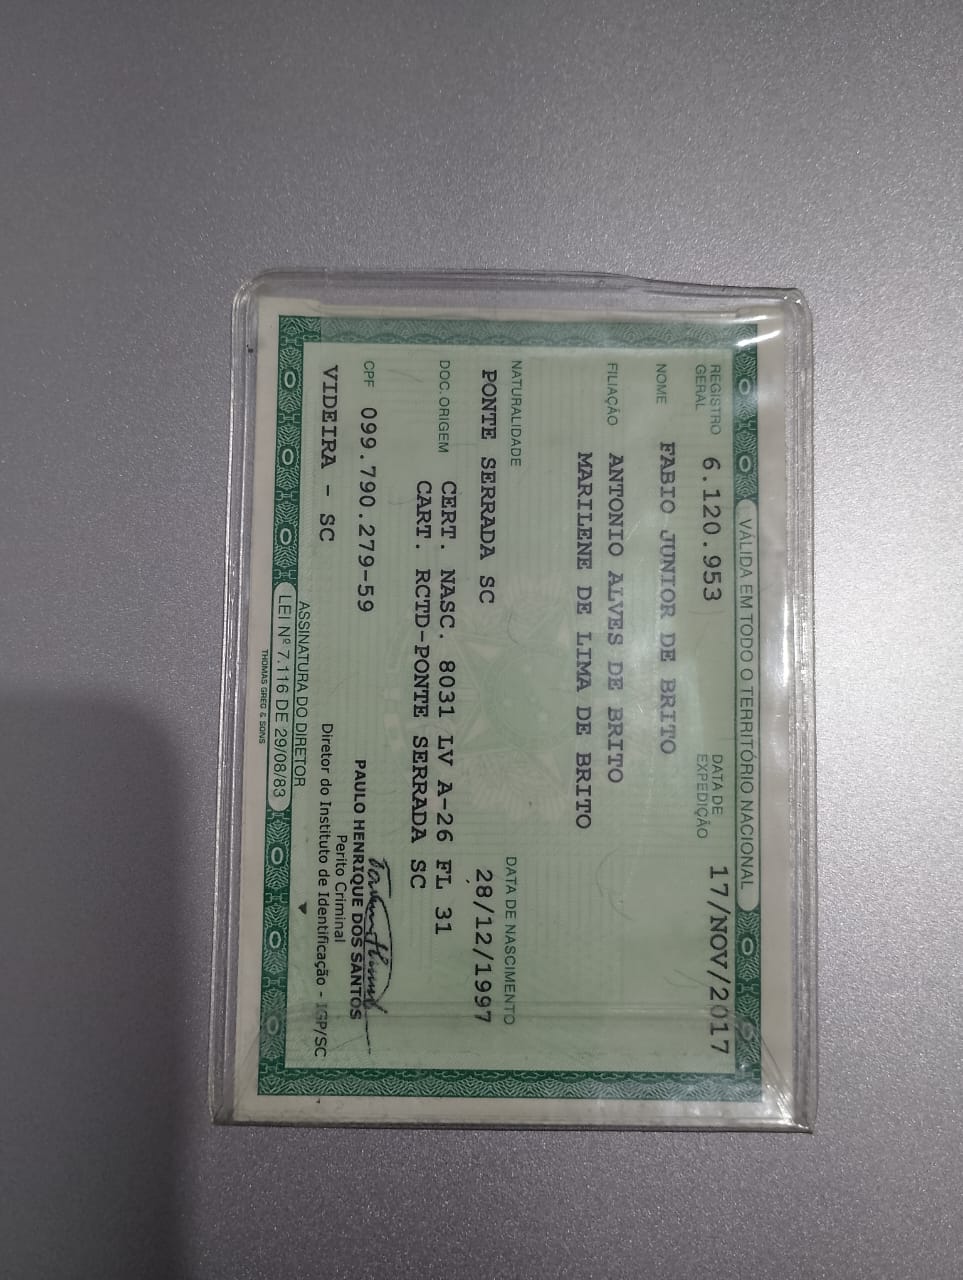 VÁLIDA EM TODO O TERRITÓRIO NACIONAL
REGISTRO GERAL 6.120.953 DATA DE EXPEDIÇÃO 17/NOV/2017
NOME FABIO JUNIOR DE BRITO
FILIAÇÃO ANTONIO ALVES DE BRITO
MARILENE DE LIMA DE BRITO
NATURALIDADE DATA DE NASCIMENTO
PONTE SERRADA SC 28/12/1997
DOC ORIGEM CERT. NASC. 8031 LV A-26 FL 31
CART. RCTD-PONTE SERRADA SC
CPF 099.790.279-59
PAULO HENRIQUE DOS SANTOS
Perito Criminal
VIDEIRA - SC Diretor do Instituto de Identificação - IGP/SC
ASSINATURA DO DIRETOR
LEI Nº 7.116 DE 29/08/83
THOMAS GREG & SONS